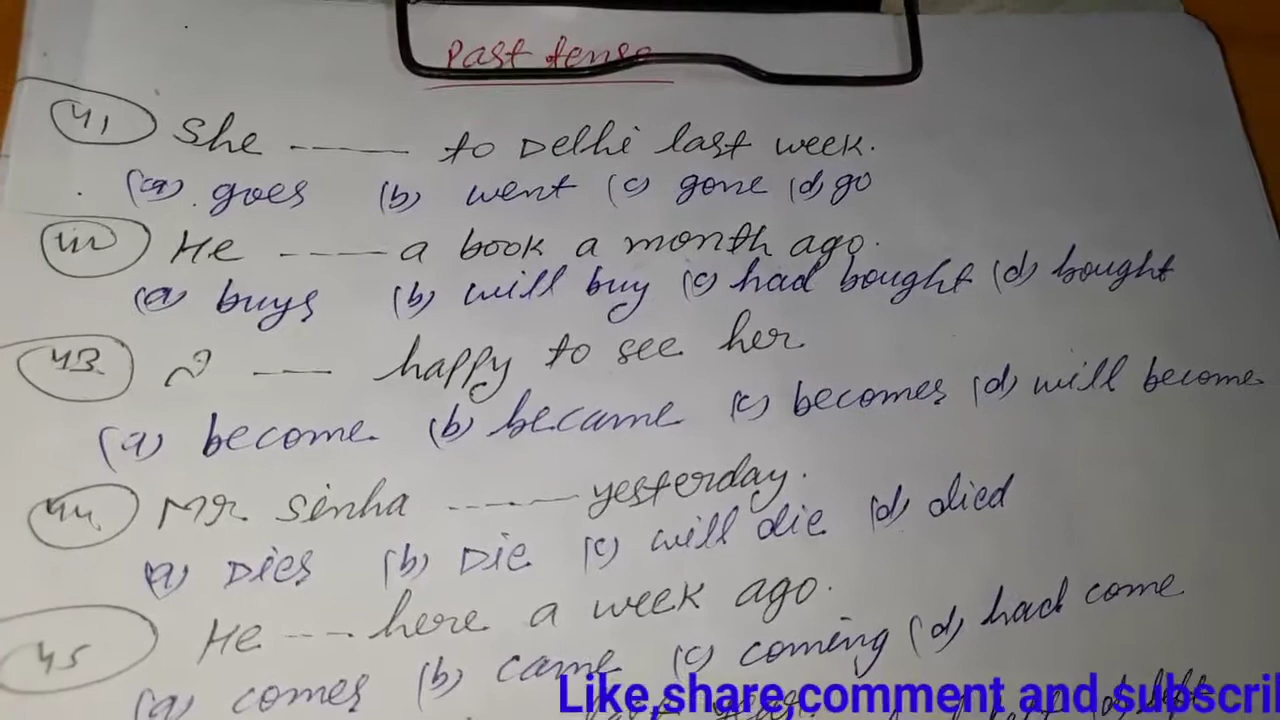 Past tense
41 She ------ to Delhi last week.
(a) goes (b) went (c) gone (d) go
42 He ------ a book a month ago.
(a) buys (b) will buy (c) had bought (d) bought
43 I ---- happy to see her
(a) become (b) became (c) becomes (d) will become
44. Mr. Sinha ------ yesterday.
(a) Dies (b) Die (c) will die (d) died
45 He ---- here a week ago.
(a) comes (b) came (c) coming (d) had come
Like,share,comment and subscri